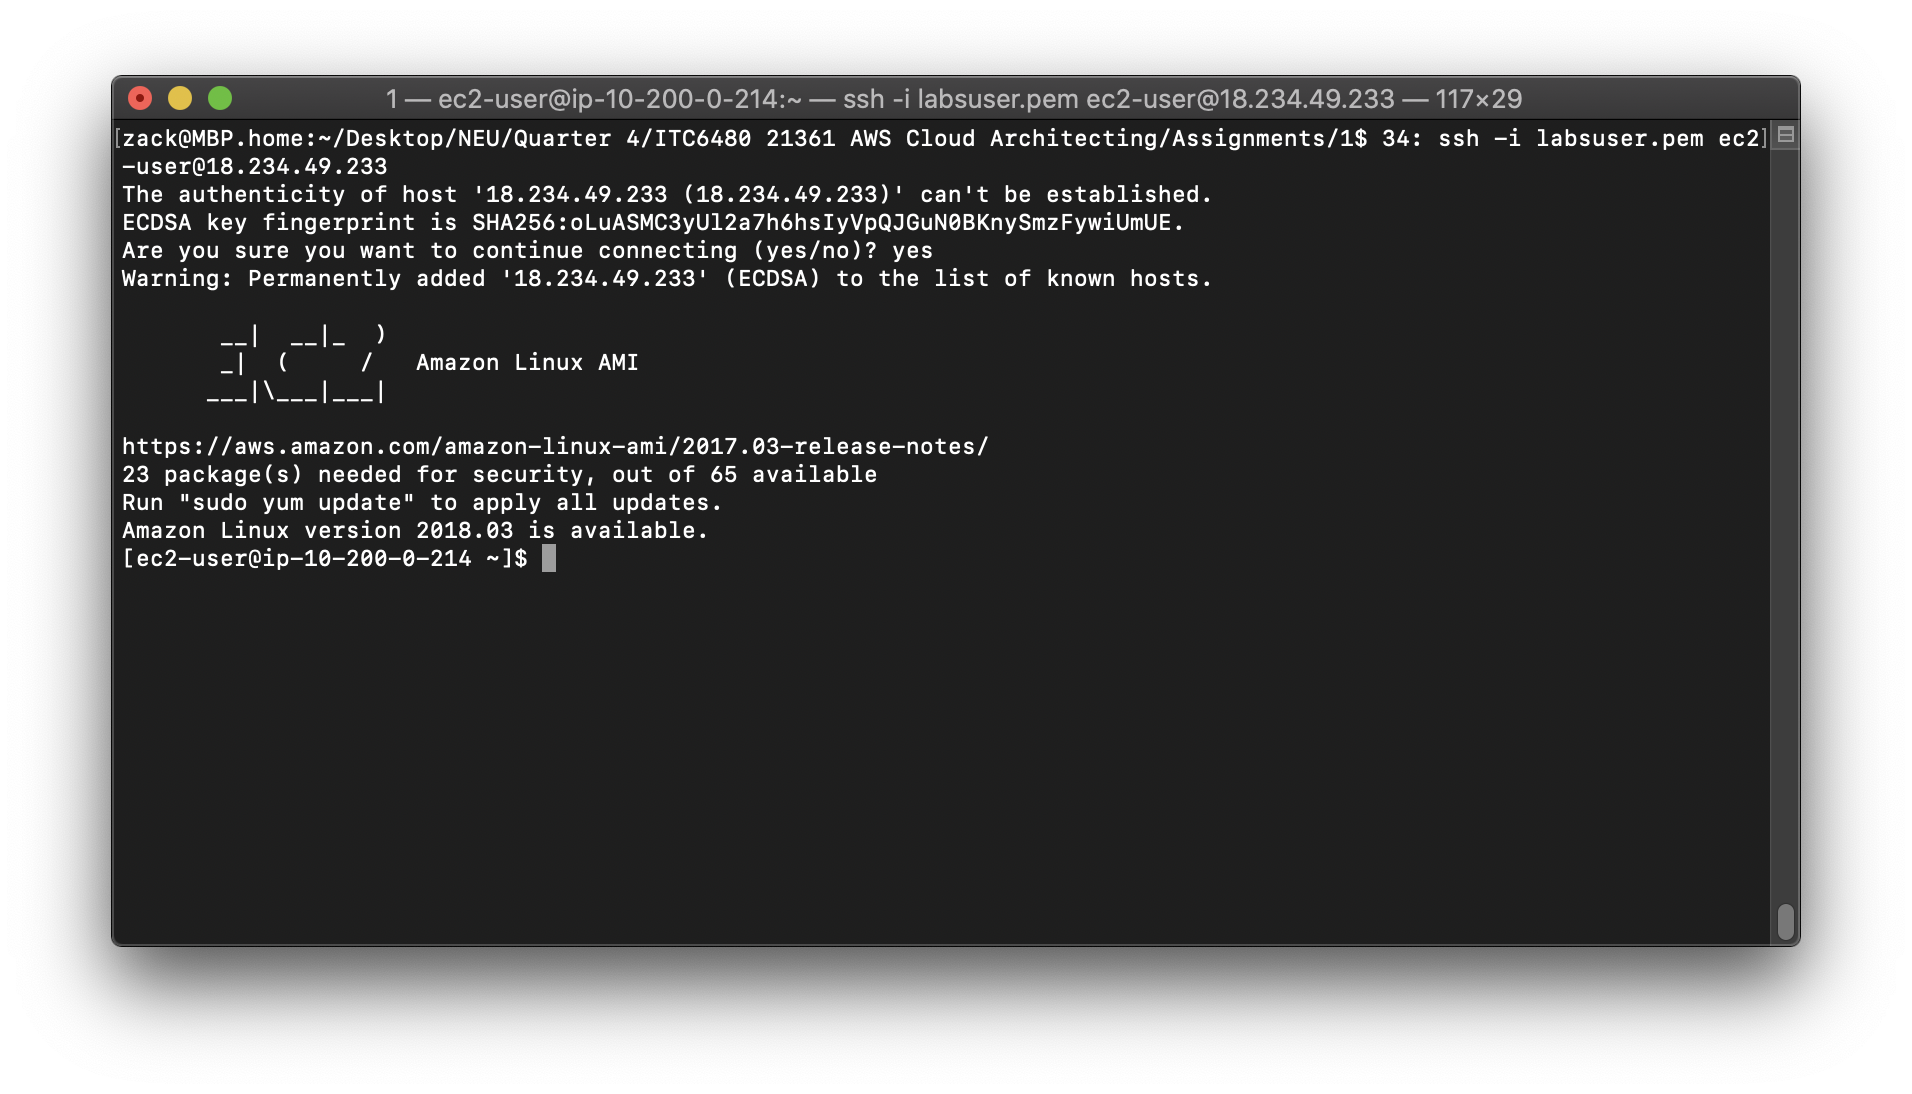 1 — ec2-user@ip-10-200-0-214:~ — ssh -i labsuser.pem ec2-user@18.234.49.233 — 117×29
[zack@MBP.home:~/Desktop/NEU/Quarter 4/ITC6480 21361 AWS Cloud Architecting/Assignments/1$ 34: ssh -i labsuser.pem ec2]
-user@18.234.49.233
The authenticity of host '18.234.49.233 (18.234.49.233)' can't be established.
ECDSA key fingerprint is SHA256:oLuASMC3yUl2a7h6hsIyVpQJGuN0BKnySmzFywiUmUE.
Are you sure you want to continue connecting (yes/no)? yes
Warning: Permanently added '18.234.49.233' (ECDSA) to the list of known hosts.

       __|  __|_  )
       _|  (     /   Amazon Linux AMI
      ___|\___|___|

https://aws.amazon.com/amazon-linux-ami/2017.03-release-notes/
23 package(s) needed for security, out of 65 available
Run "sudo yum update" to apply all updates.
Amazon Linux version 2018.03 is available.
[ec2-user@ip-10-200-0-214 ~]$